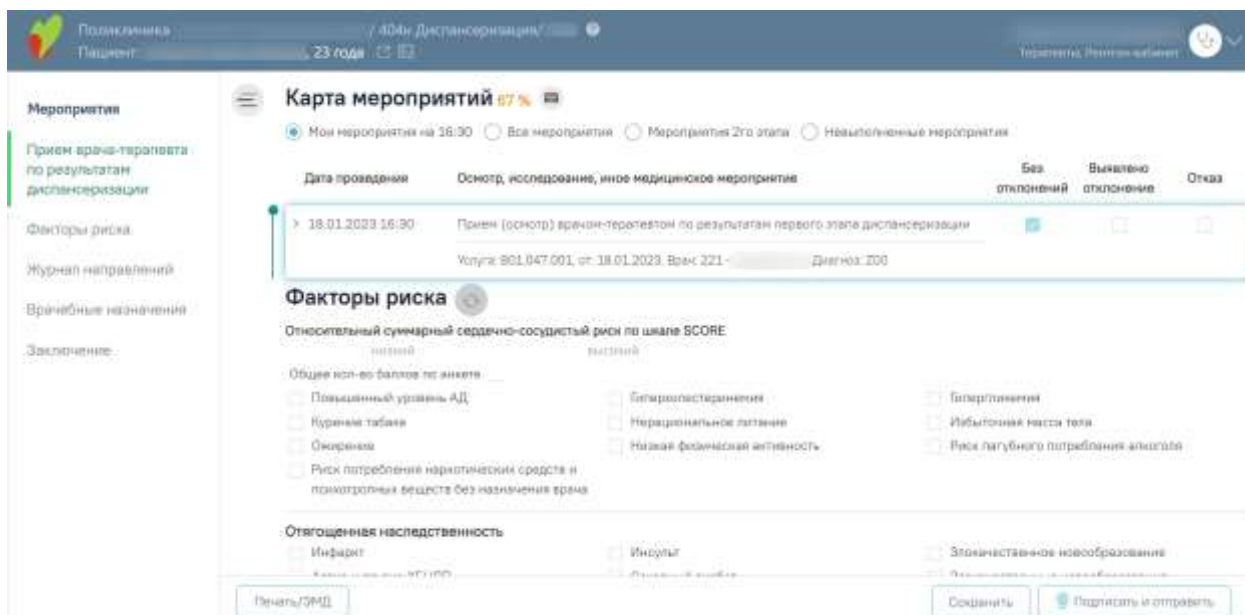 Поликлиника / 404н Диспансеризация/
Пациент: , 23 года
Терапевты,
Мероприятия
Прием врача-терапевта
по результатам
диспансеризации
Факторы риска
Журнал направлений
Врачебные назначения
Заключение
Карта мероприятий 67 %
Мои мероприятия на 16:30 Все мероприятия Мероприятия 2го этапа Невыполненные мероприятия
Дата проведения Осмотр, исследование, иное медицинское мероприятие Без отклонений Выявлено отклонение Отказ
18.01.2023 16:30 Прием (осмотр) врачом-терапевтом по результатам первого этапа диспансеризации
Услуга: B01.047.001, от: 18.01.2023. Врач: 221 - Диагноз: Z00
Факторы риска
Относительный суммарный сердечно-сосудистый риск по шкале SCORE
низкий высокий
Общее кол-во баллов по анкете
Повышенный уровень АД Гиперхолестеринемия Гипергликемия
Курение табака Нерациональное питание Избыточная масса тела
Ожирение Низкая физическая активность Риск пагубного потребления алкоголя
Риск потребления наркотических средств и
психотропных веществ без назначения врача
Отягощенная наследственность
Инфаркт Инсульт Злокачественное новообразование
Печать/ЭМД Сохранить Подписать и отправить